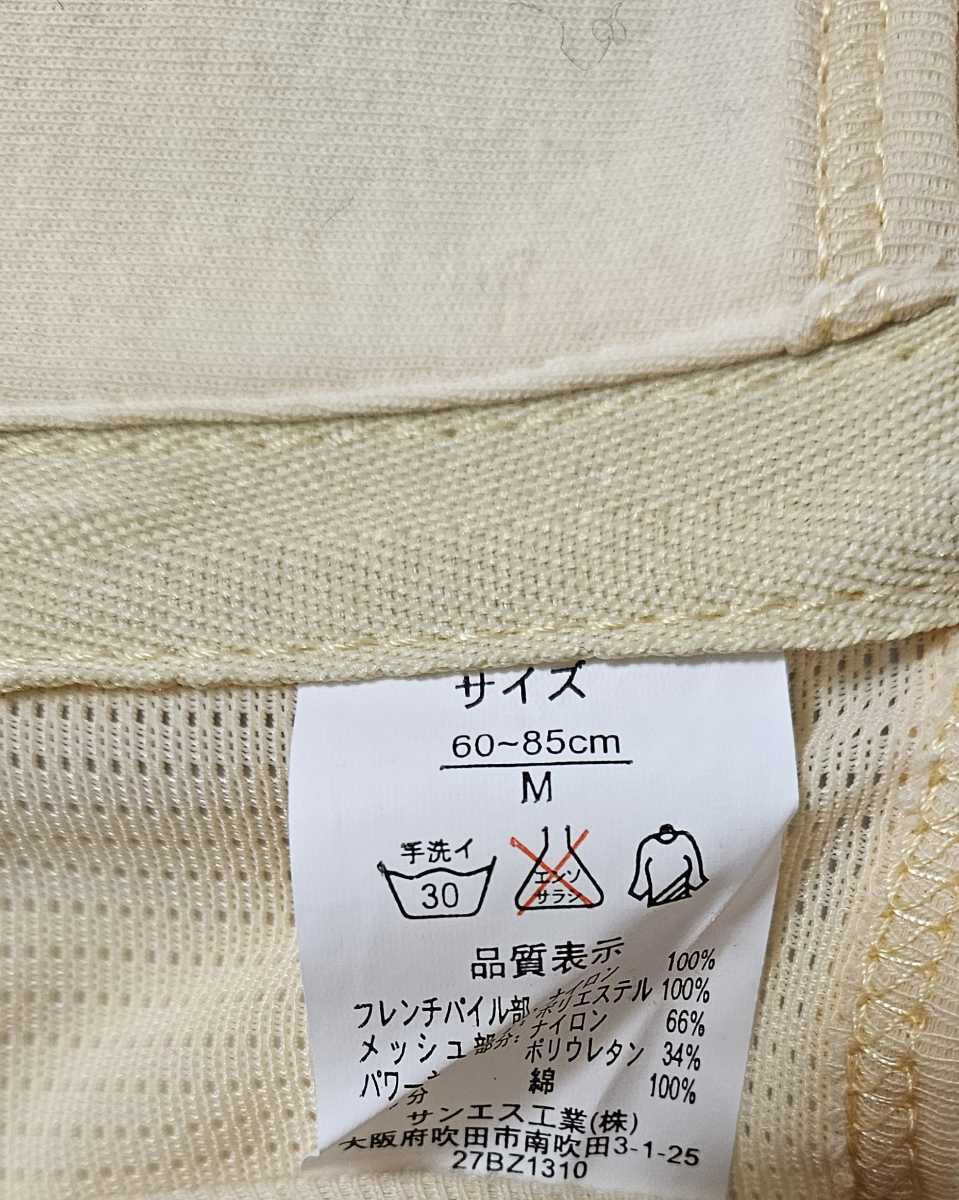 サイズ
60~85cm
M
手洗イ
30
エンソ
サラシ
品質表示
フレンチパイル部 ナイロン 100%
ポリエステル 100%
メッシュ部分: ナイロン 66%
ポリウレタン 34%
パワー
分 綿 100%
サンエス工業(株)
大阪府吹田市南吹田3-1-25
27BZ1310